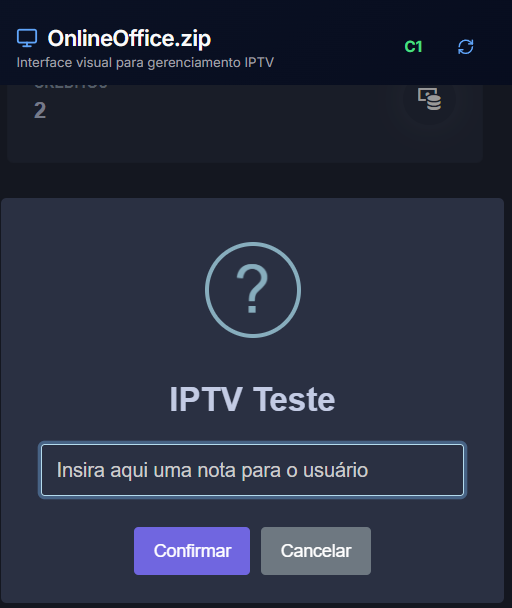 OnlineOffice.zip
C1
Interface visual para gerenciamento IPTV
CRÉDITOS
2
?
IPTV Teste
Insira aqui uma nota para o usuário
Confirmar
Cancelar